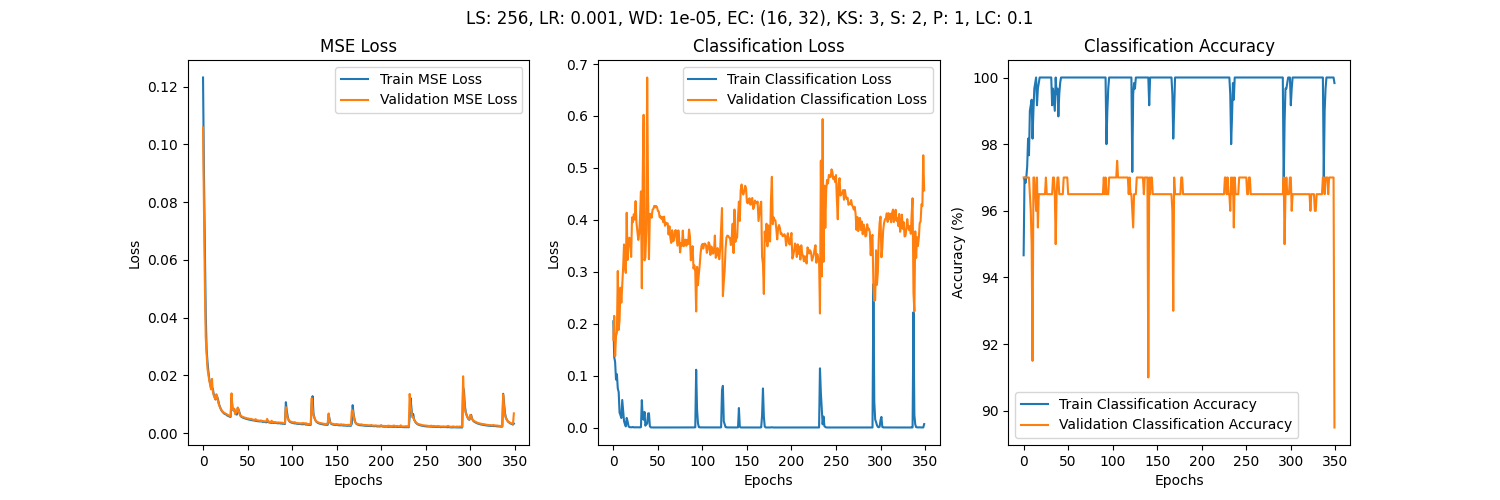 LS: 256, LR: 0.001, WD: 1e-05, EC: (16, 32), KS: 3, S: 2, P: 1, LC: 0.1
MSE Loss
Train MSE Loss
Validation MSE Loss
Loss
0.12
0.10
0.08
0.06
0.04
0.02
0.00
0 50 100 150 200 250 300 350
Epochs
Classification Loss
Train Classification Loss
Validation Classification Loss
Loss
0.7
0.6
0.5
0.4
0.3
0.2
0.1
0.0
0 50 100 150 200 250 300 350
Epochs
Classification Accuracy
Accuracy (%)
100
98
96
94
92
90
Train Classification Accuracy
Validation Classification Accuracy
0 50 100 150 200 250 300 350
Epochs